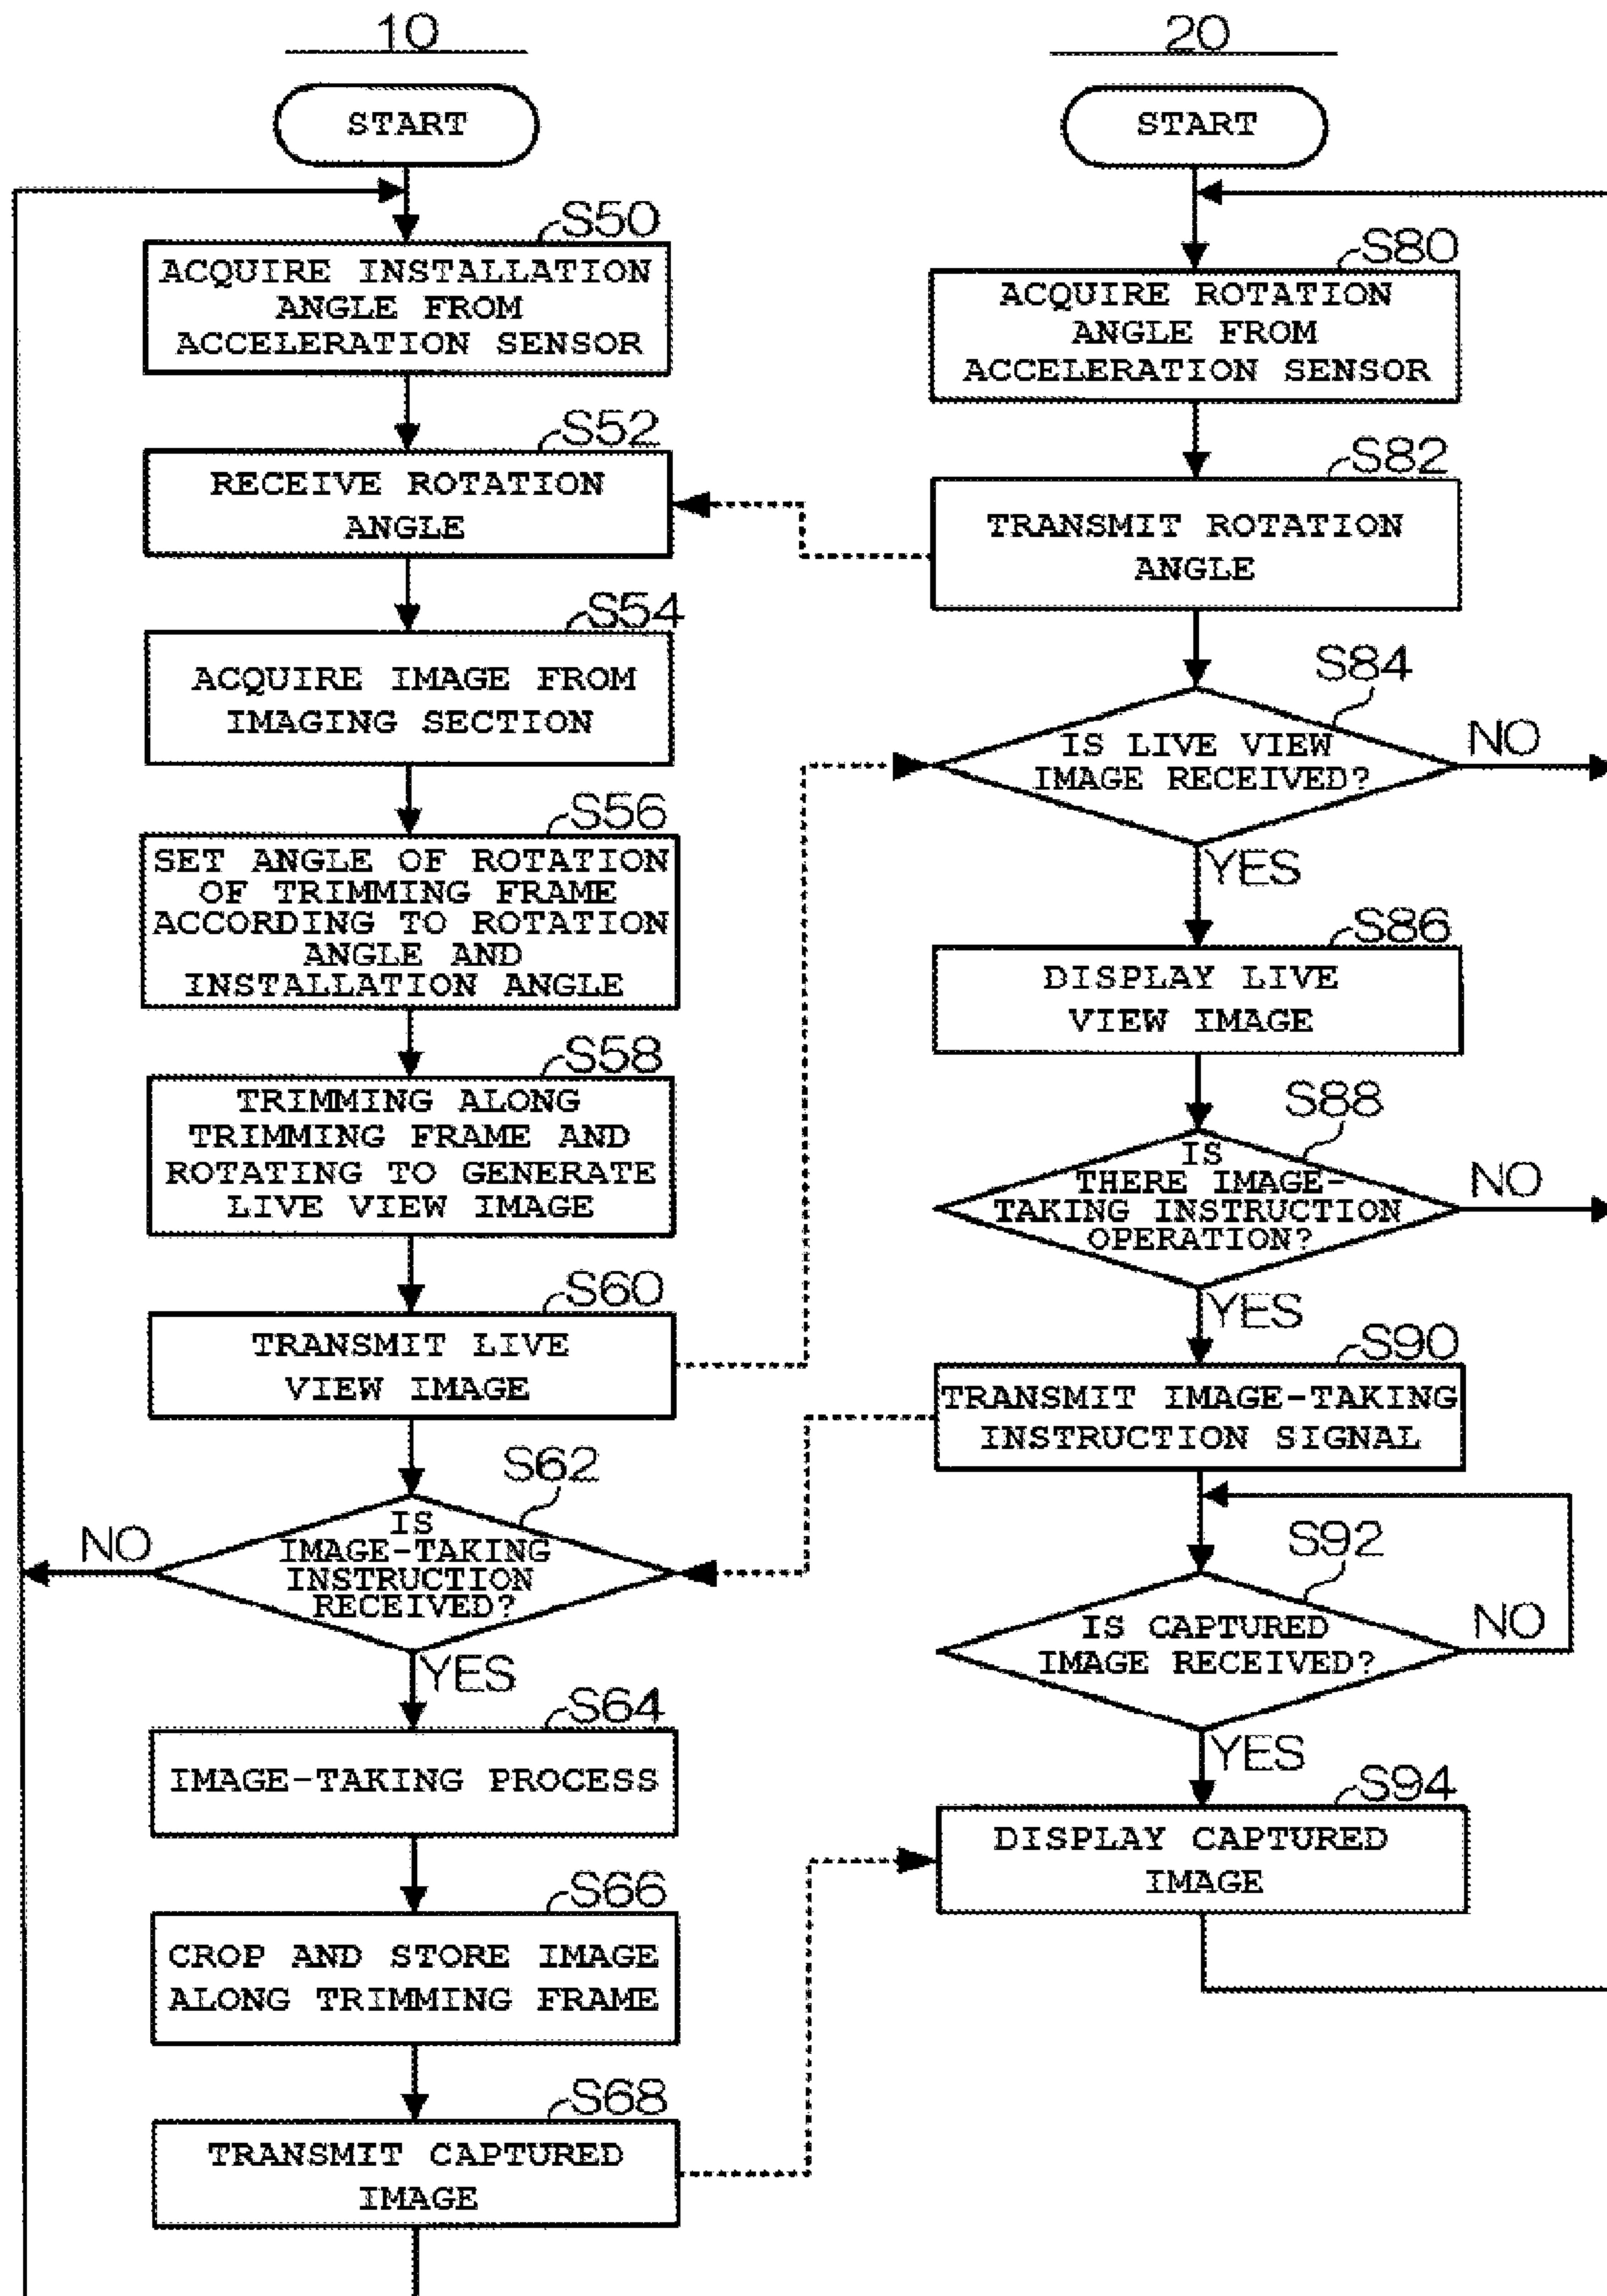 10
START
S50
ACQUIRE INSTALLATION
ANGLE FROM
ACCELERATION SENSOR
S52
RECEIVE ROTATION
ANGLE
S54
ACQUIRE IMAGE FROM
IMAGING SECTION
S56
SET ANGLE OF ROTATION
OF TRIMMING FRAME
ACCORDING TO ROTATION
ANGLE AND
INSTALLATION ANGLE
S58
TRIMMING ALONG
TRIMMING FRAME AND
ROTATING TO GENERATE
LIVE VIEW IMAGE
S60
TRANSMIT LIVE
VIEW IMAGE
S62
IS
IMAGE-TAKING
INSTRUCTION
RECEIVED?
NO
YES
S64
IMAGE-TAKING PROCESS
S66
CROP AND STORE IMAGE
ALONG TRIMMING FRAME
S68
TRANSMIT CAPTURED
IMAGE
20
START
S80
ACQUIRE ROTATION
ANGLE FROM
ACCELERATION SENSOR
S82
TRANSMIT ROTATION
ANGLE
S84
IS LIVE VIEW
IMAGE RECEIVED?
NO
YES
S86
DISPLAY LIVE
VIEW IMAGE
S88
IS
THERE IMAGE-
TAKING INSTRUCTION
OPERATION?
NO
YES
S90
TRANSMIT IMAGE-TAKING
INSTRUCTION SIGNAL
S92
IS CAPTURED
IMAGE RECEIVED?
NO
YES
S94
DISPLAY CAPTURED
IMAGE